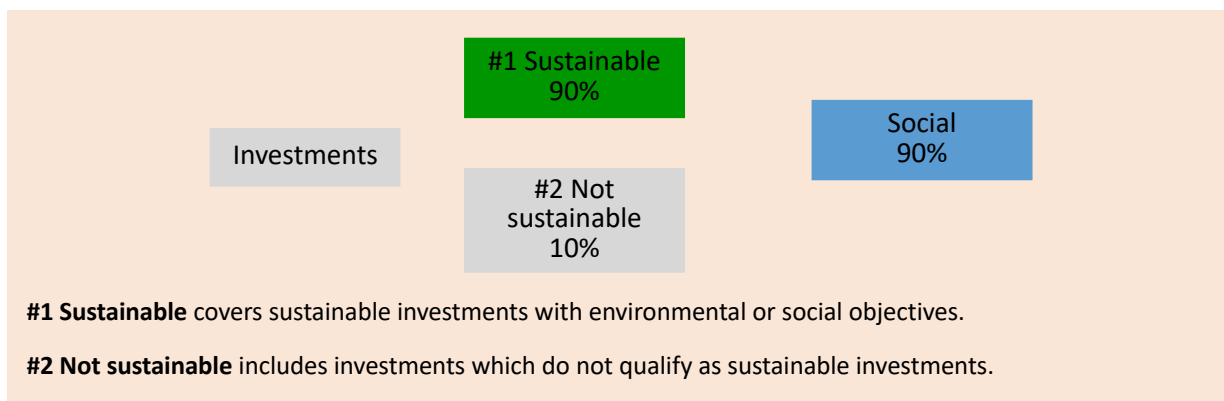 #1 Sustainable
90%
Social
90%
Investments
#2 Not
sustainable
10%
#1 Sustainable covers sustainable investments with environmental or social objectives.
#2 Not sustainable includes investments which do not qualify as sustainable investments.